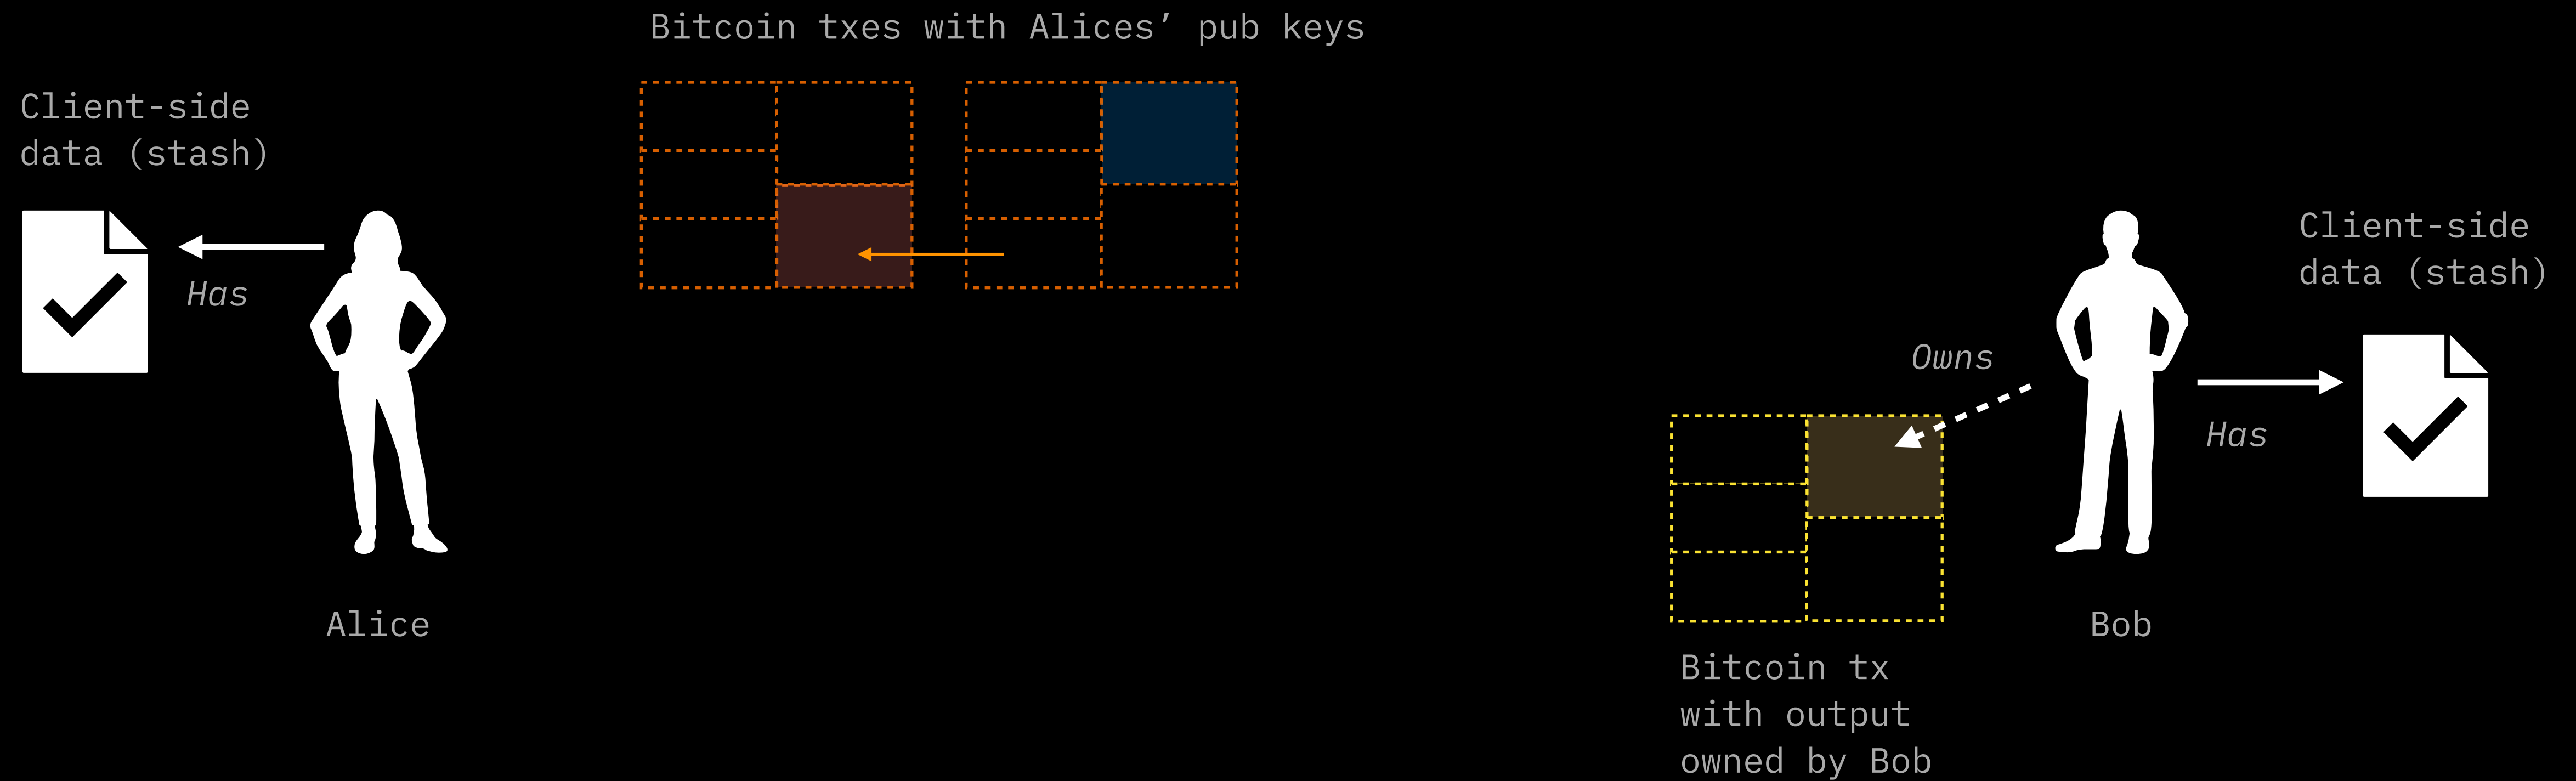 Bitcoin txes with Alices’ pub keys
Client-side
data (stash)
Has
Alice
Client-side
data (stash)
Owns
Has
Bob
Bitcoin tx
with output
owned by Bob